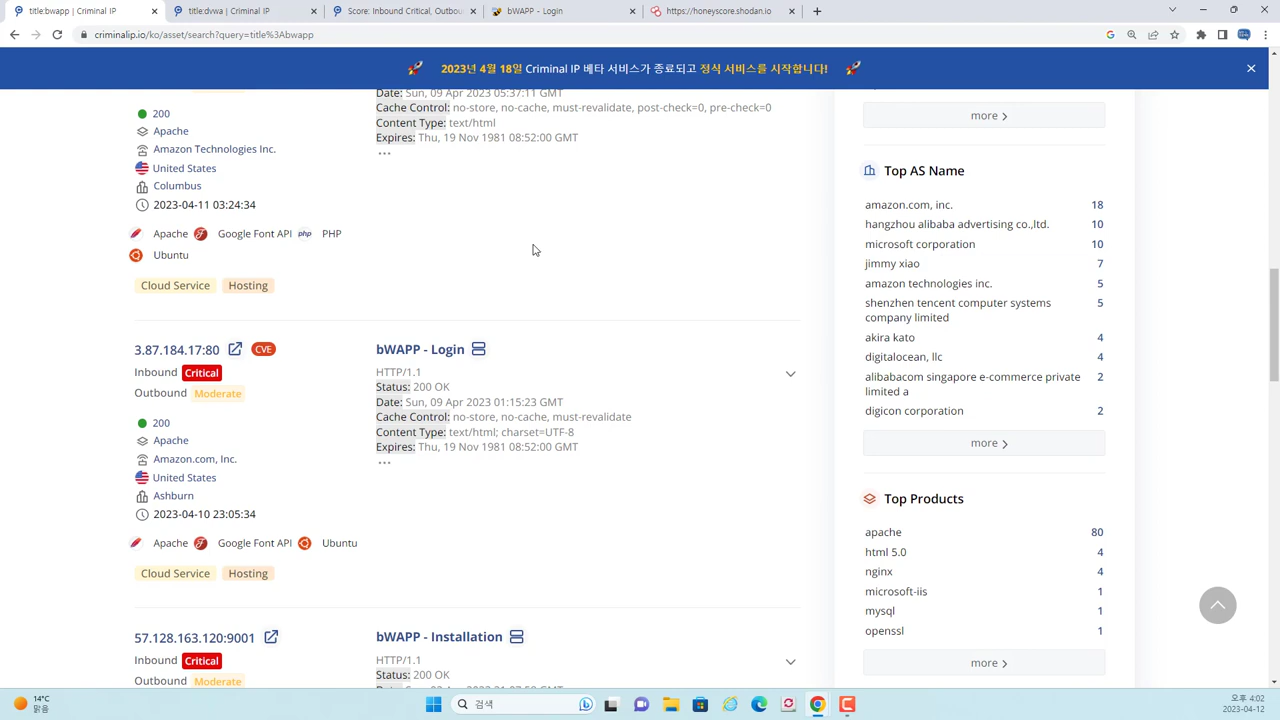 title:bwapp | Criminal IP
title:dvwa | Criminal IP
Score: Inbound Critical, Outbou
bWAPP - Login
https://honeyscore.shodan.io
criminalip.io/ko/asset/search?query=title%3Abwapp
2023년 4월 18일 Criminal IP 베타 서비스가 종료되고 정식 서비스를 시작합니다!
Date: Sun, 09 Apr 2023 05:37:11 GMT
Cache Control: no-store, no-cache, must-revalidate, post-check=0, pre-check=0
Content Type: text/html
Expires: Thu, 19 Nov 1981 08:52:00 GMT
200
Apache
Amazon Technologies Inc.
United States
Columbus
2023-04-11 03:24:34
Apache Google Font API php PHP
Ubuntu
Cloud Service Hosting
3.87.184.17:80 CVE
Inbound Critical
Outbound Moderate
200
Apache
Amazon.com, Inc.
United States
Ashburn
2023-04-10 23:05:34
Apache Google Font API Ubuntu
Cloud Service Hosting
bWAPP - Login
HTTP/1.1
Status: 200 OK
Date: Sun, 09 Apr 2023 01:15:23 GMT
Cache Control: no-store, no-cache, must-revalidate
Content Type: text/html; charset=UTF-8
Expires: Thu, 19 Nov 1981 08:52:00 GMT
57.128.163.120:9001
Inbound Critical
Outbound Moderate
bWAPP - Installation
HTTP/1.1
Status: 200 OK
more
Top AS Name
amazon.com, inc. 18
hangzhou alibaba advertising co.,ltd. 10
microsoft corporation 10
jimmy xiao 7
amazon technologies inc. 5
shenzhen tencent computer systems 5
company limited
akira kato 4
digitalocean, llc 4
alibabacom singapore e-commerce private 2
limited a
digicon corporation 2
more
Top Products
apache 80
html 5.0 4
nginx 4
microsoft-iis 1
mysql 1
openssl 1
more
14°C
맑음
검색
오후 4:02
2023-04-12